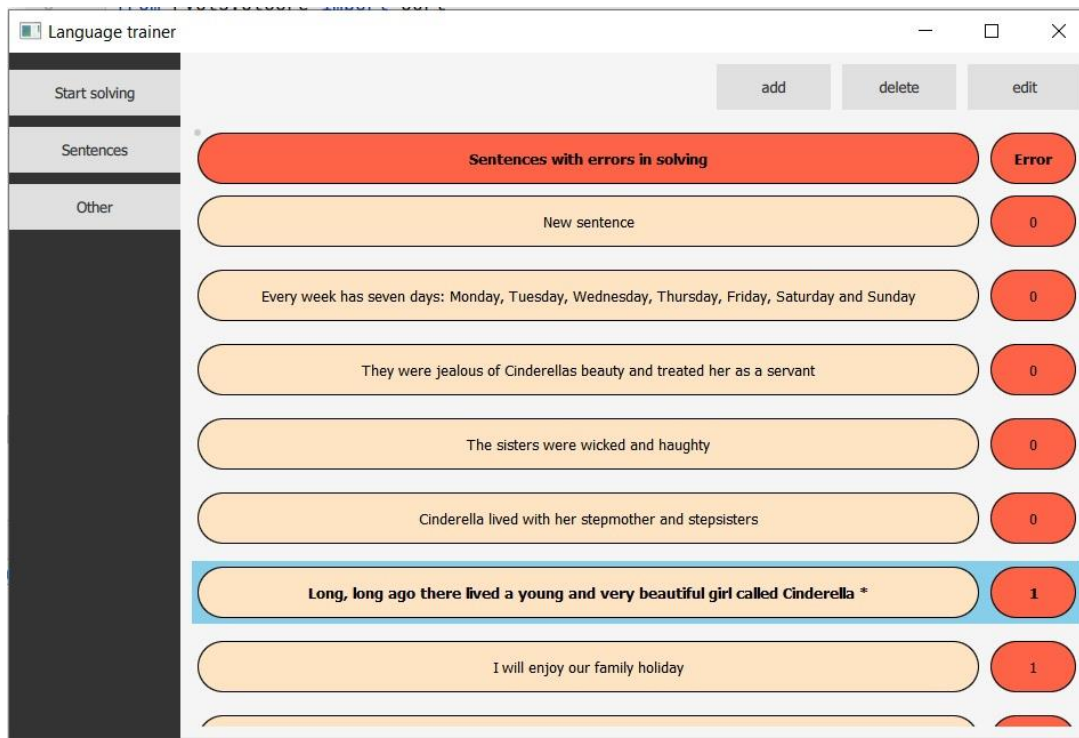 Language trainer
Start solving
Sentences
Other
add delete edit
Sentences with errors in solving Error
New sentence 0
Every week has seven days: Monday, Tuesday, Wednesday, Thursday, Friday, Saturday and Sunday 0
They were jealous of Cinderellas beauty and treated her as a servant 0
The sisters were wicked and haughty 0
Cinderella lived with her stepmother and stepsisters 0
Long, long ago there lived a young and very beautiful girl called Cinderella * 1
I will enjoy our family holiday 1